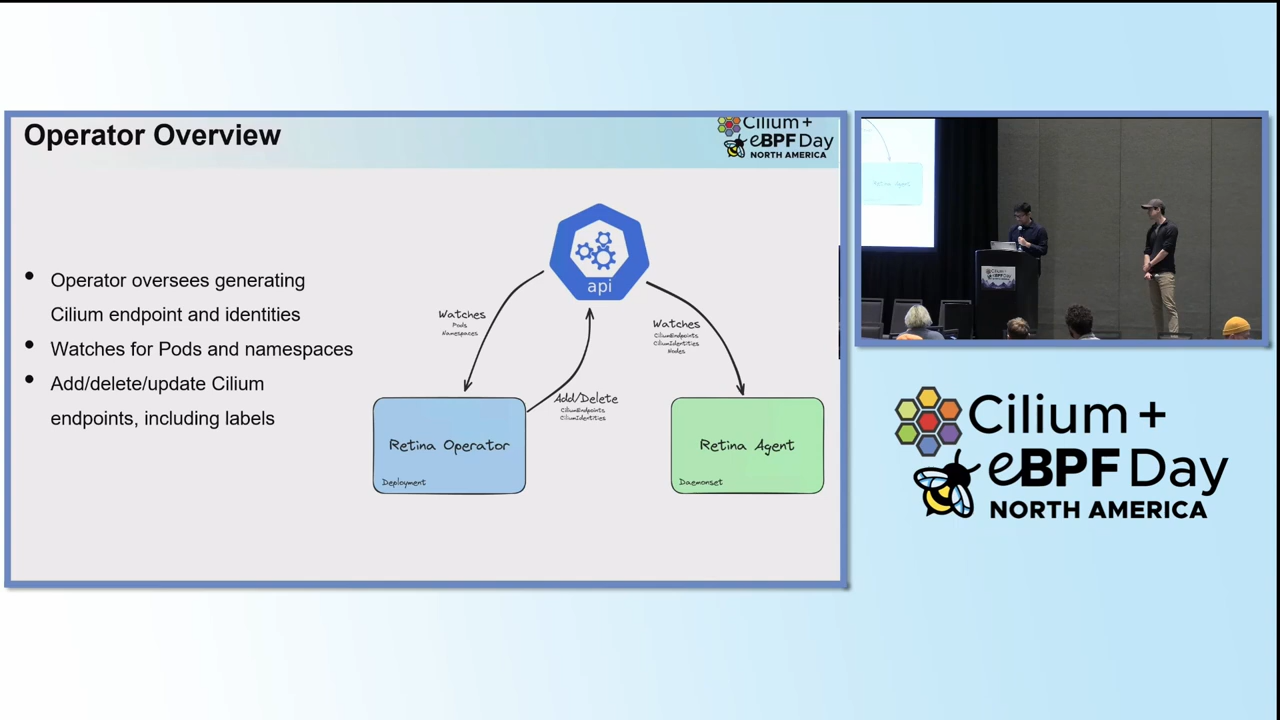 Operator Overview
Cilium +
eBPF Day
NORTH AMERICA
• Operator oversees generating
Cilium endpoint and identities
• Watches for Pods and namespaces
• Add/delete/update Cilium
endpoints, including labels
api
Watches
Pods
Namespaces
Watches
CiliumEndpoints
CiliumIdentities
Nodes
Add/Delete
CiliumEndpoints
CiliumIdentities
Retina Operator
Deployment
Retina Agent
Daemonset
Retina Agent
Cilium +
eBPF Day
NORTH AMERICA